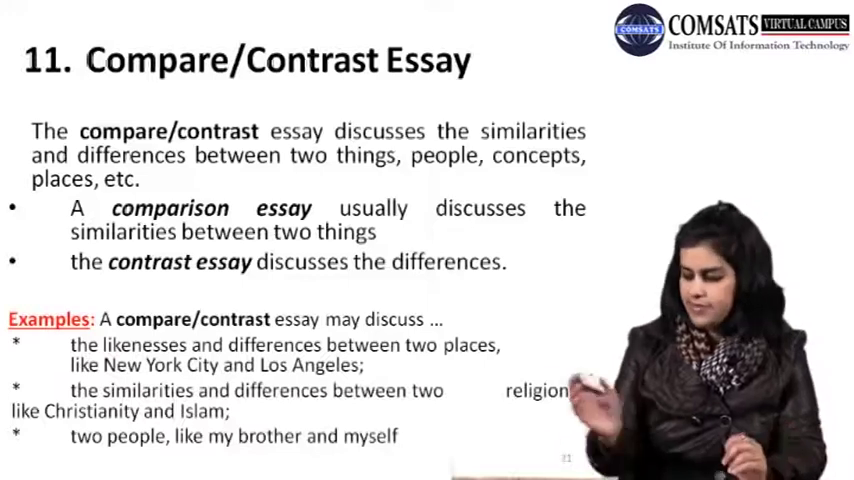 COMSATS VIRTUAL CAMPUS
Institute Of Information Technology
11. Compare/Contrast Essay
The compare/contrast essay discusses the similarities
and differences between two things, people, concepts,
places, etc.
• A comparison essay usually discusses the
similarities between two things
• the contrast essay discusses the differences.
Examples: A compare/contrast essay may discuss ...
* the likenesses and differences between two places,
like New York City and Los Angeles;
* the similarities and differences between two religion
like Christianity and Islam;
* two people, like my brother and myself
31